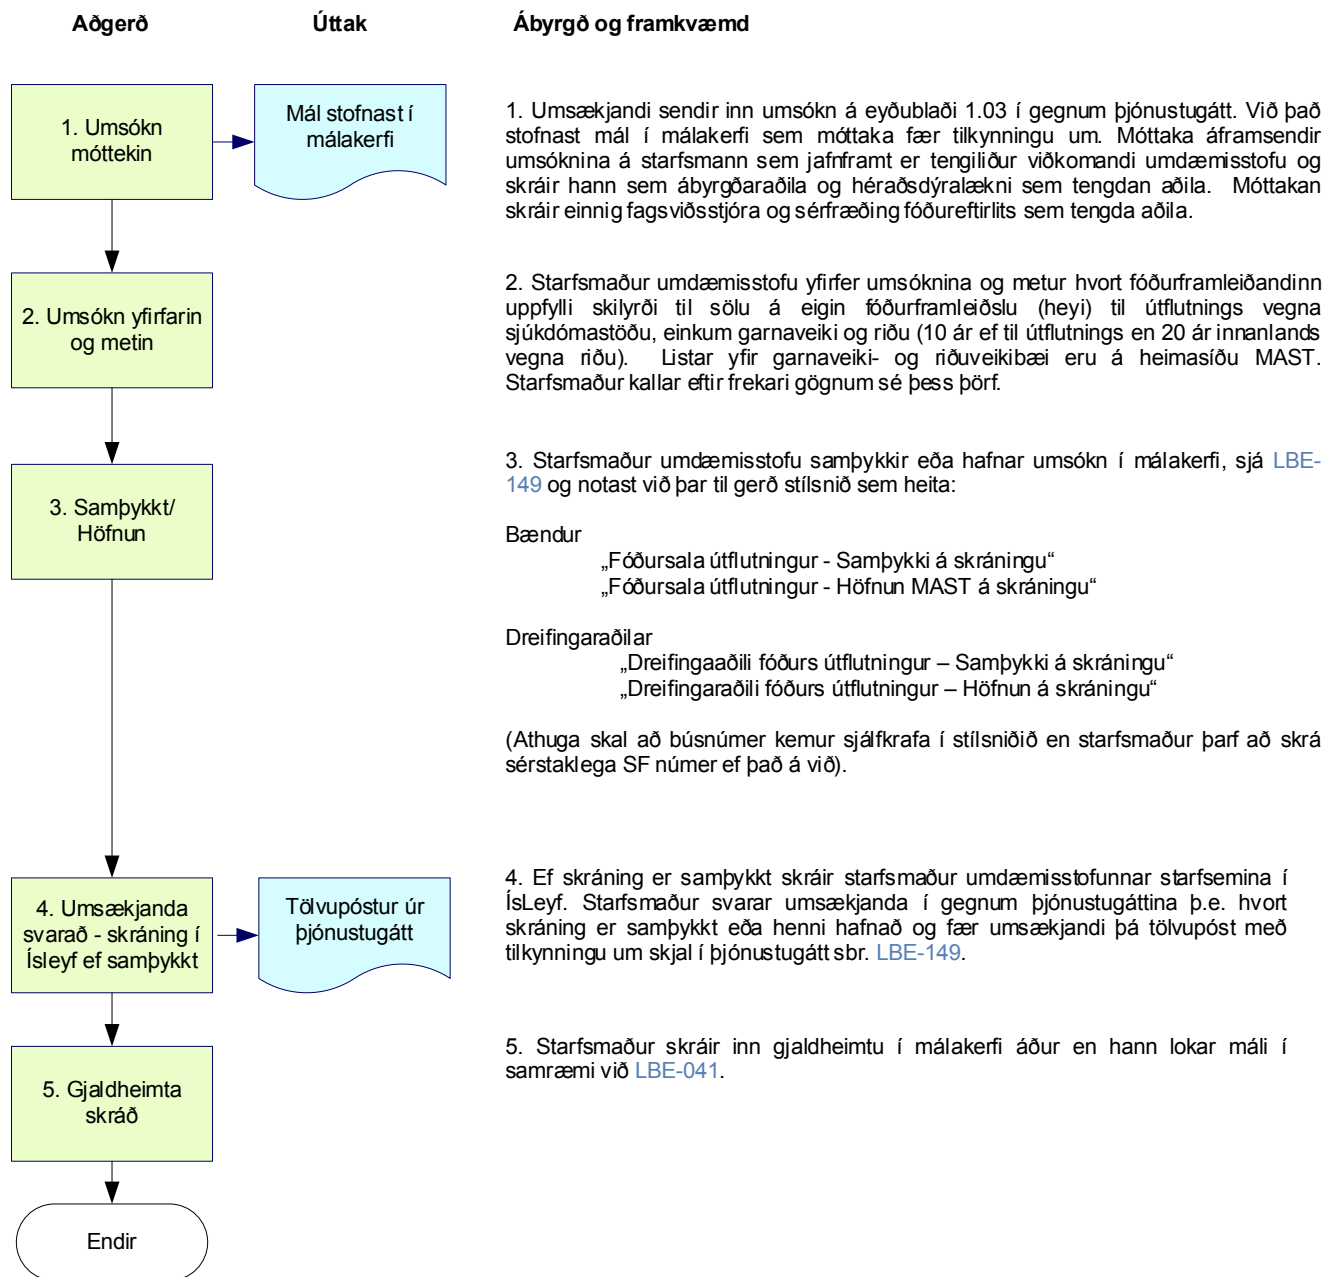 Aðgerð
Úttak
Ábyrgð og framkvæmd
1. Umsókn
móttekin
Mál stofnast í
málakerfi
1. Umsækjandi sendir inn umsókn á eyðublaði 1.03 í gegnum þjónustugátt. Við það
stofnast mál í málakerfi sem móttaka fær tilkynningu um. Móttaka áframsendir
umsóknina á starfsmann sem jafnframt er tengiliður viðkomandi umdæmisstofu og
skráir hann sem ábyrgðaraðila og héraðsdýralækni sem tengdan aðila. Móttakan
skráir einnig fagsviðsstjóra og sérfræðing fóðureftirlits sem tengda aðila.
2. Umsókn yfirfarin
og metin
2. Starfsmaður umdæmisstofu yfirfer umsóknina og metur hvort fóðurframleiðandinn
uppfylli skilyrði til sölu á eigin fóðurframleiðslu (heyi) til útflutnings vegna
sjúkdómastöðu, einkum garnaveiki og riðu (10 ár ef til útflutnings en 20 ár innanlands
vegna riðu). Listar yfir garnaveiki- og riðuveikibæi eru á heimasíðu MAST.
Starfsmaður kallar eftir frekari gögnum sé þess þörf.
3. Samþykkt/
Höfnun
3. Starfsmaður umdæmisstofu samþykkir eða hafnar umsókn í málakerfi, sjá LBE-
149 og notast við þar til gerð stílsnið sem heita:
Bændur
„Fóðursala útflutningur - Samþykki á skráningu“
„Fóðursala útflutningur - Höfnun MAST á skráningu“
Dreifingaraðilar
„Dreifingaaðili fóðurs útflutningur – Samþykki á skráningu“
„Dreifingaraðili fóðurs útflutningur – Höfnun á skráningu“
(Athuga skal að búsnúmer kemur sjálfkrafa í stílsniðið en starfsmaður þarf að skrá
sérstaklega SF númer ef það á við).
4. Umsækjanda
svarað - skráning í
Ísleyf ef samþykkt
Tölvupóstur úr
þjónustugátt
4. Ef skráning er samþykkt skráir starfsmaður umdæmisstofunnar starfsemina í
ÍsLeyf. Starfsmaður svarar umsækjanda í gegnum þjónustugáttina þ.e. hvort
skráning er samþykkt eða henni hafnað og fær umsækjandi þá tölvupóst með
tilkynningu um skjal í þjónustugátt sbr. LBE-149.
5. Gjaldheimta
skráð
5. Starfsmaður skráir inn gjaldheimtu í málakerfi áður en hann lokar máli í
samræmi við LBE-041.
Endir